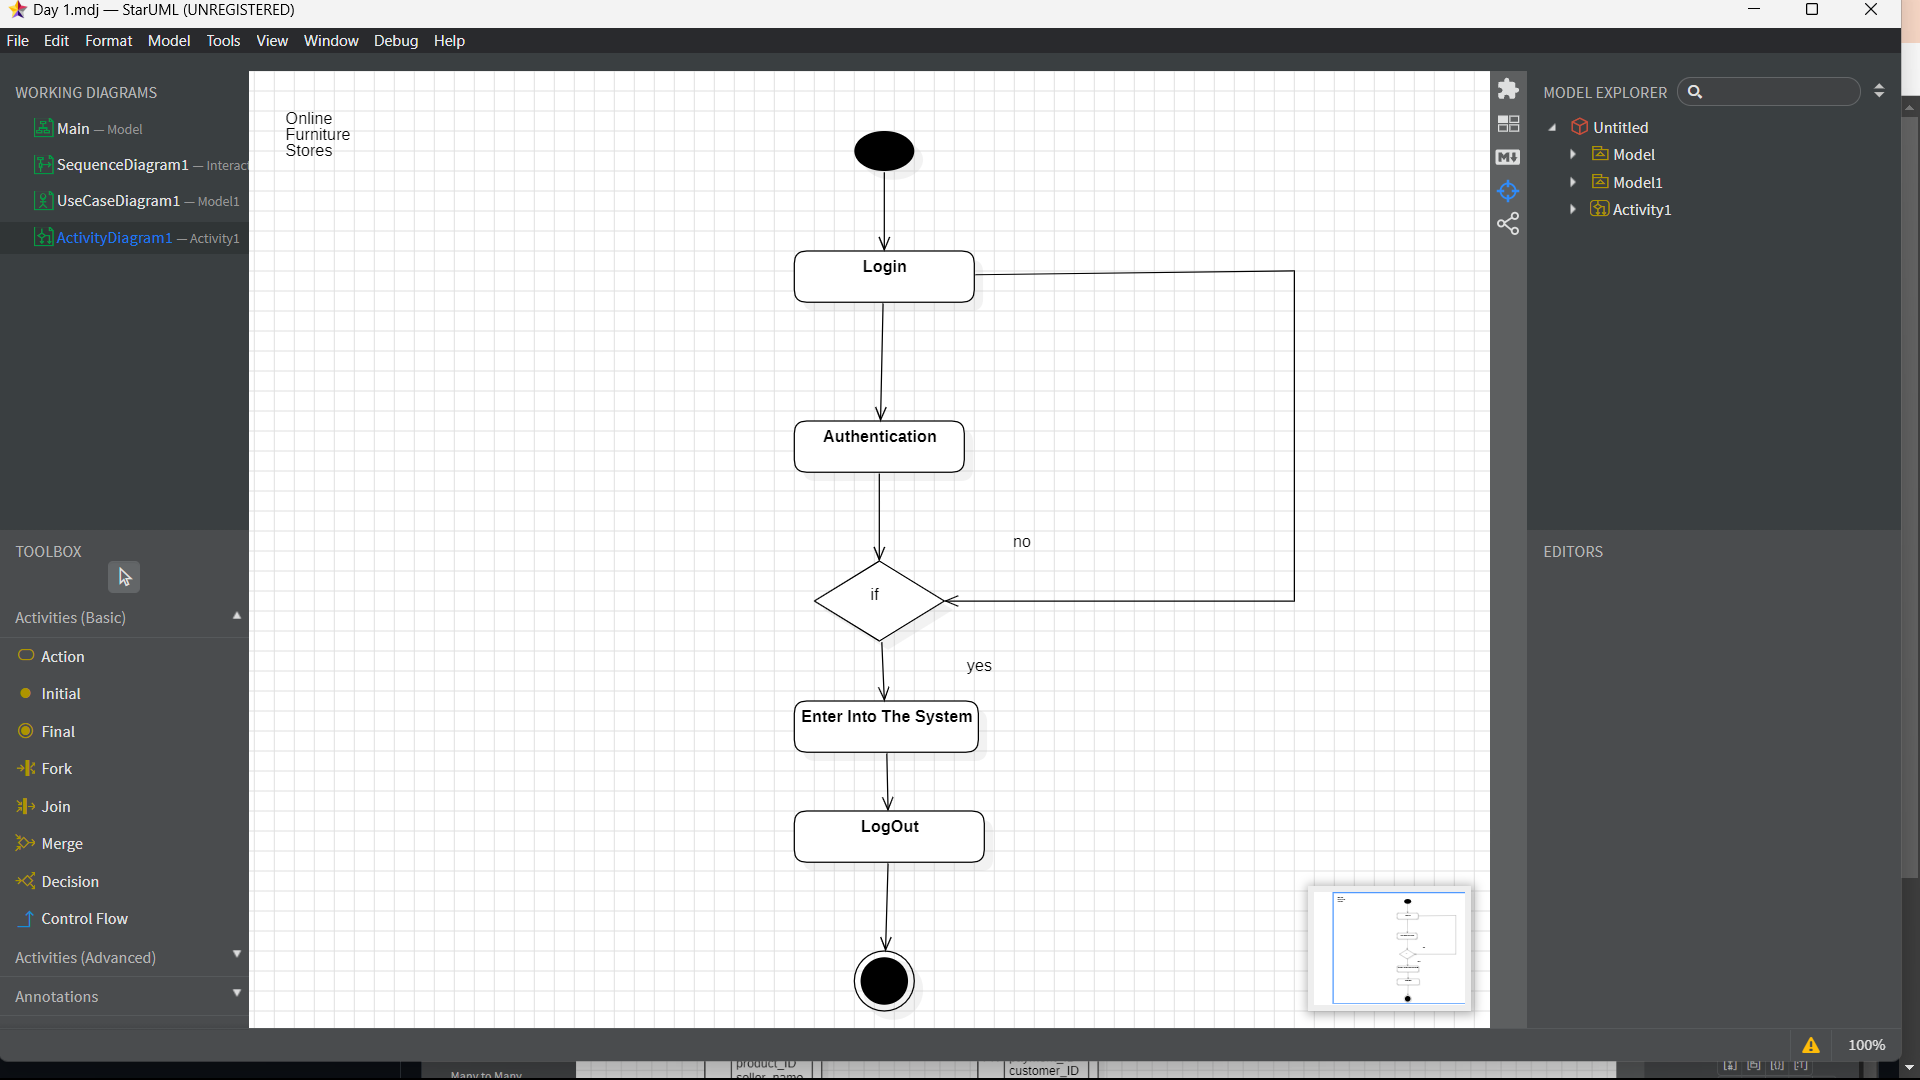 Day 1.mdj — StarUML (UNREGISTERED)
File Edit Format Model Tools View Window Debug Help
WORKING DIAGRAMS
Main — Model
SequenceDiagram1 — Interact
UseCaseDiagram1 — Model1
ActivityDiagram1 — Activity1
TOOLBOX
Activities (Basic)
Action
Initial
Final
Fork
Join
Merge
Decision
Control Flow
Activities (Advanced)
Annotations
Online
Furniture
Stores
Login
Authentication
no
if
yes
Enter Into The System
LogOut
MODEL EXPLORER
Untitled
Model
Model1
Activity1
EDITORS
100%
Many to Many
product_ID
seller_name
customer_ID